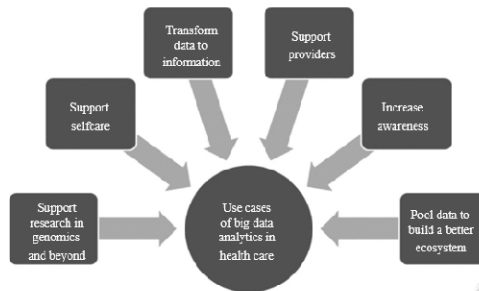 Transform
data to
information
Support
providers
Support
selfcare
Increase
awareness
Support
research in
genomics
and beyond
Use cases
of big data
analytics in
health care
Pool data to
build a better
ecosystem